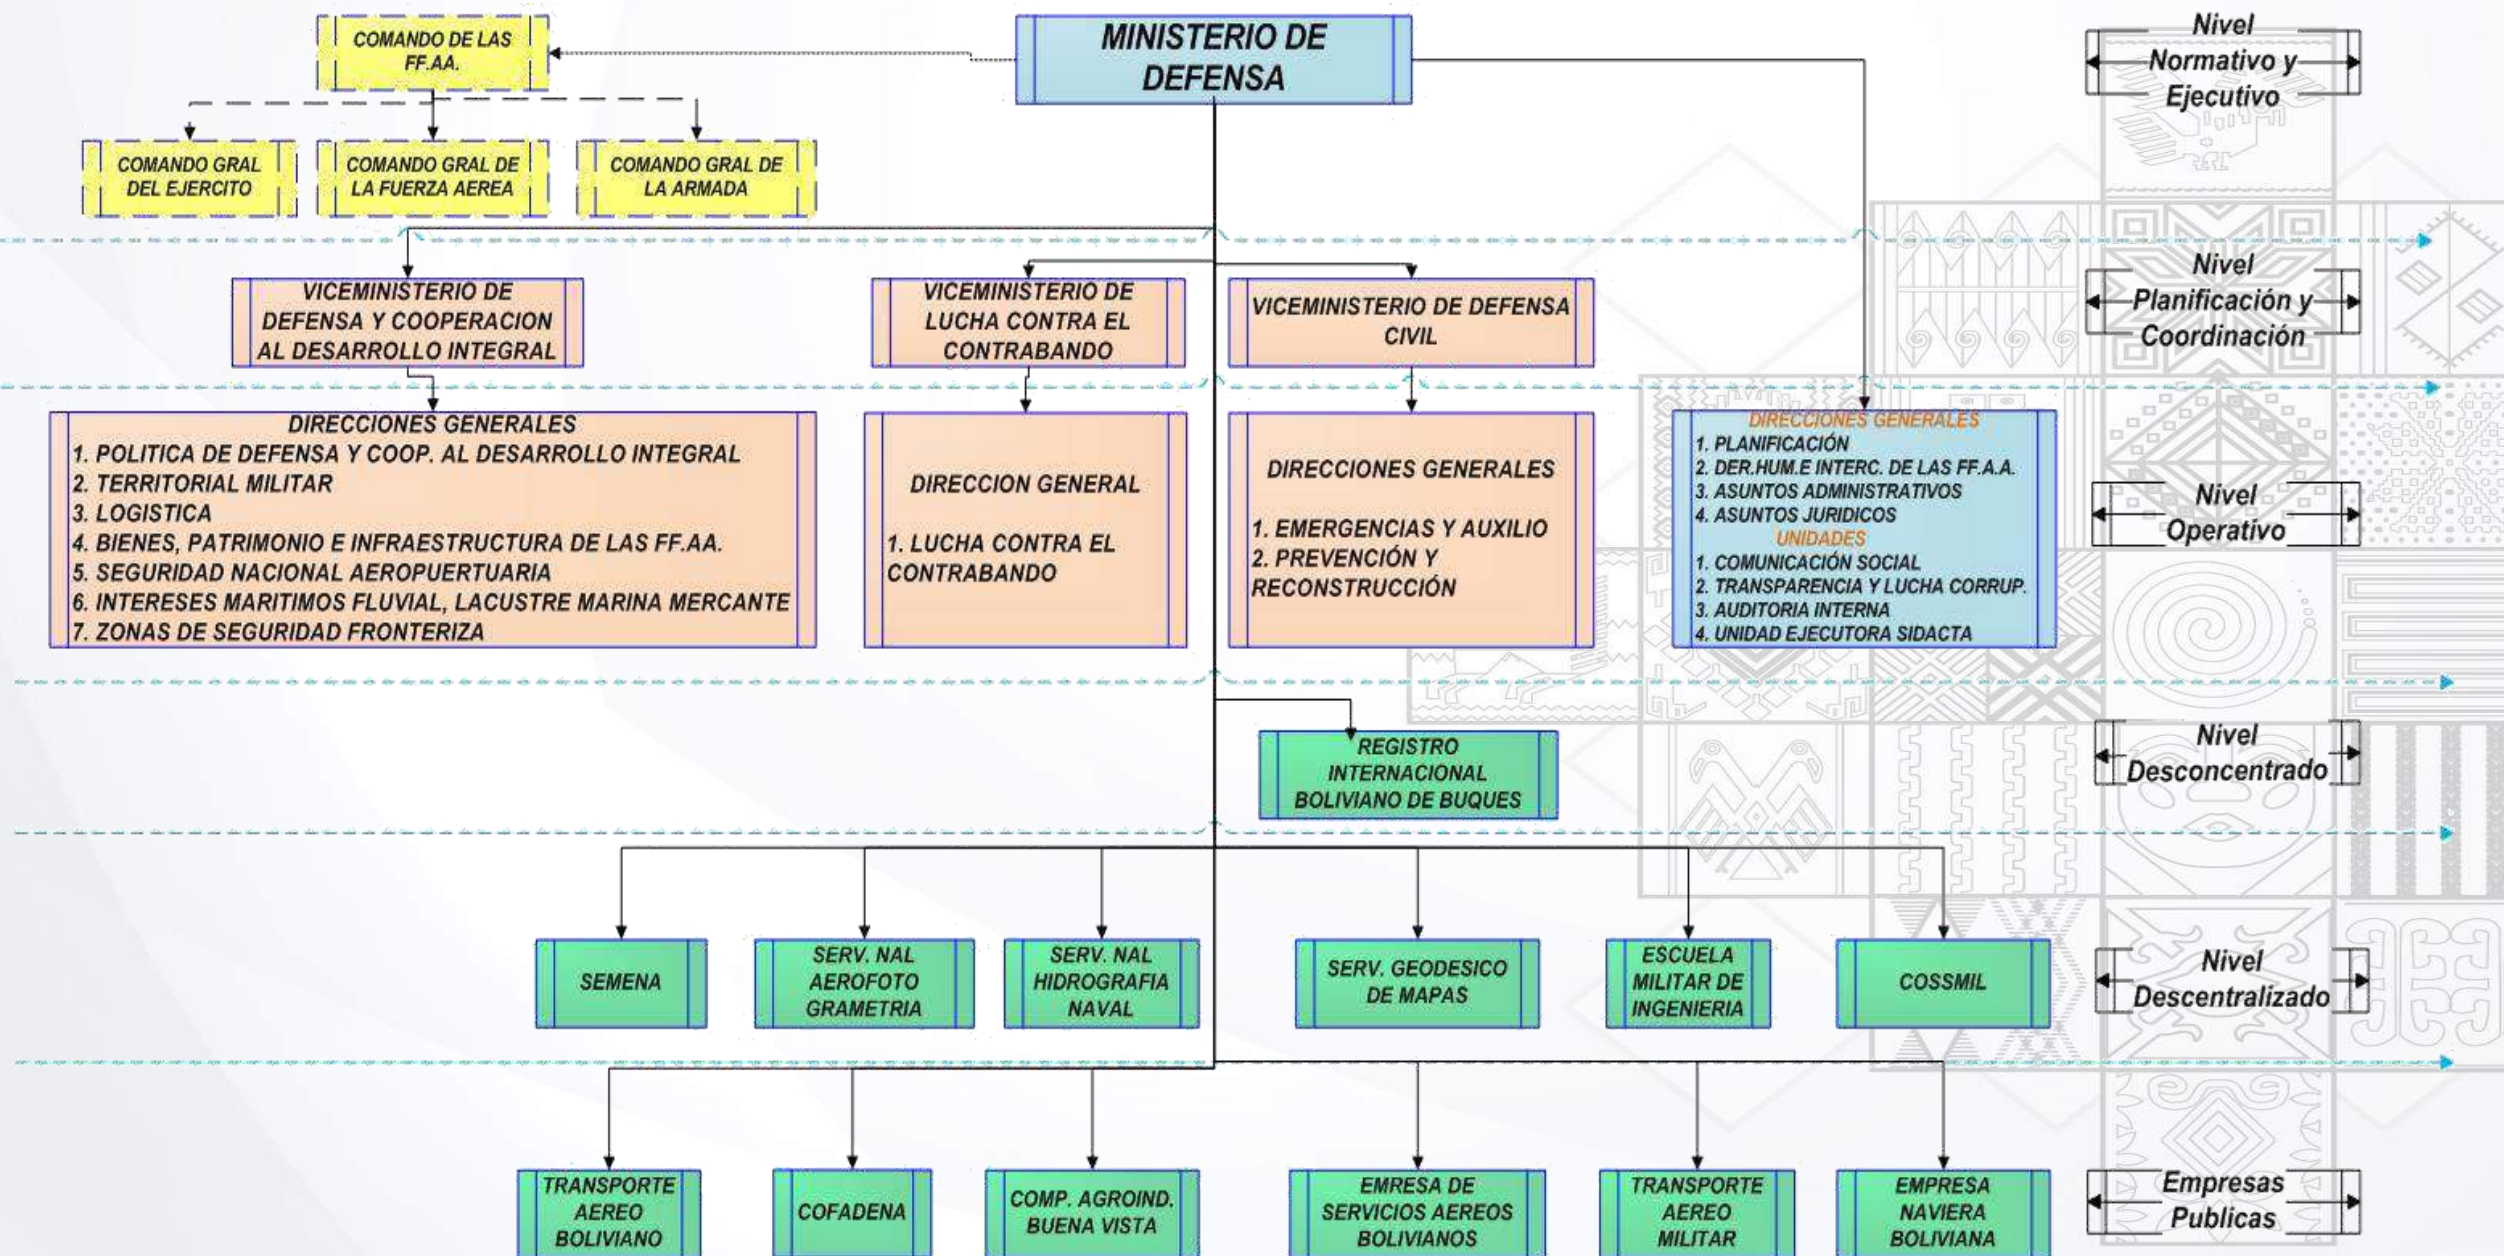 COMANDO DE LAS
FF.AA.
MINISTERIO DE
DEFENSA
Nivel
Normativo y
Ejecutivo
COMANDO GRAL
DEL EJERCITO
COMANDO GRAL DE
LA FUERZA AEREA
COMANDO GRAL DE
LA ARMADA
VICEMINISTERIO DE
DEFENSA Y COOPERACION
AL DESARROLLO INTEGRAL
VICEMINISTERIO DE
LUCHA CONTRA EL
CONTRABANDO
VICEMINISTERIO DE DEFENSA
CIVIL
Nivel
Planificación y
Coordinación
DIRECCIONES GENERALES
1. POLITICA DE DEFENSA Y COOP. AL DESARROLLO INTEGRAL
2. TERRITORIAL MILITAR
3. LOGISTICA
4. BIENES, PATRIMONIO E INFRAESTRUCTURA DE LAS FF.AA.
5. SEGURIDAD NACIONAL AEROPUERTUARIA
6. INTERESES MARITIMOS FLUVIAL, LACUSTRE MARINA MERCANTE
7. ZONAS DE SEGURIDAD FRONTERIZA
DIRECCION GENERAL
1. LUCHA CONTRA EL
CONTRABANDO
DIRECCIONES GENERALES
1. EMERGENCIAS Y AUXILIO
2. PREVENCIÓN Y
RECONSTRUCCIÓN
DIRECCIONES GENERALES
1. PLANIFICACIÓN
2. DER.HUM.E INTERC. DE LAS FF.A.A.
3. ASUNTOS ADMINISTRATIVOS
4. ASUNTOS JURIDICOS
UNIDADES
1. COMUNICACIÓN SOCIAL
2. TRANSPARENCIA Y LUCHA CORRUP.
3. AUDITORIA INTERNA
4. UNIDAD EJECUTORA SIDACTA
Nivel
Operativo
REGISTRO
INTERNACIONAL
BOLIVIANO DE BUQUES
Nivel
Desconcentrado
SEMENA
SERV. NAL
AEROFOTO
GRAMETRIA
SERV. NAL
HIDROGRAFIA
NAVAL
SERV. GEODESICO
DE MAPAS
ESCUELA
MILITAR DE
INGENIERIA
COSSMIL
Nivel
Descentralizado
TRANSPORTE
AEREO
BOLIVIANO
COFADENA
COMP. AGROIND.
BUENA VISTA
EMRESA DE
SERVICIOS AEREOS
BOLIVIANOS
TRANSPORTE
AEREO
MILITAR
EMPRESA
NAVIERA
BOLIVIANA
Empresas
Publicas